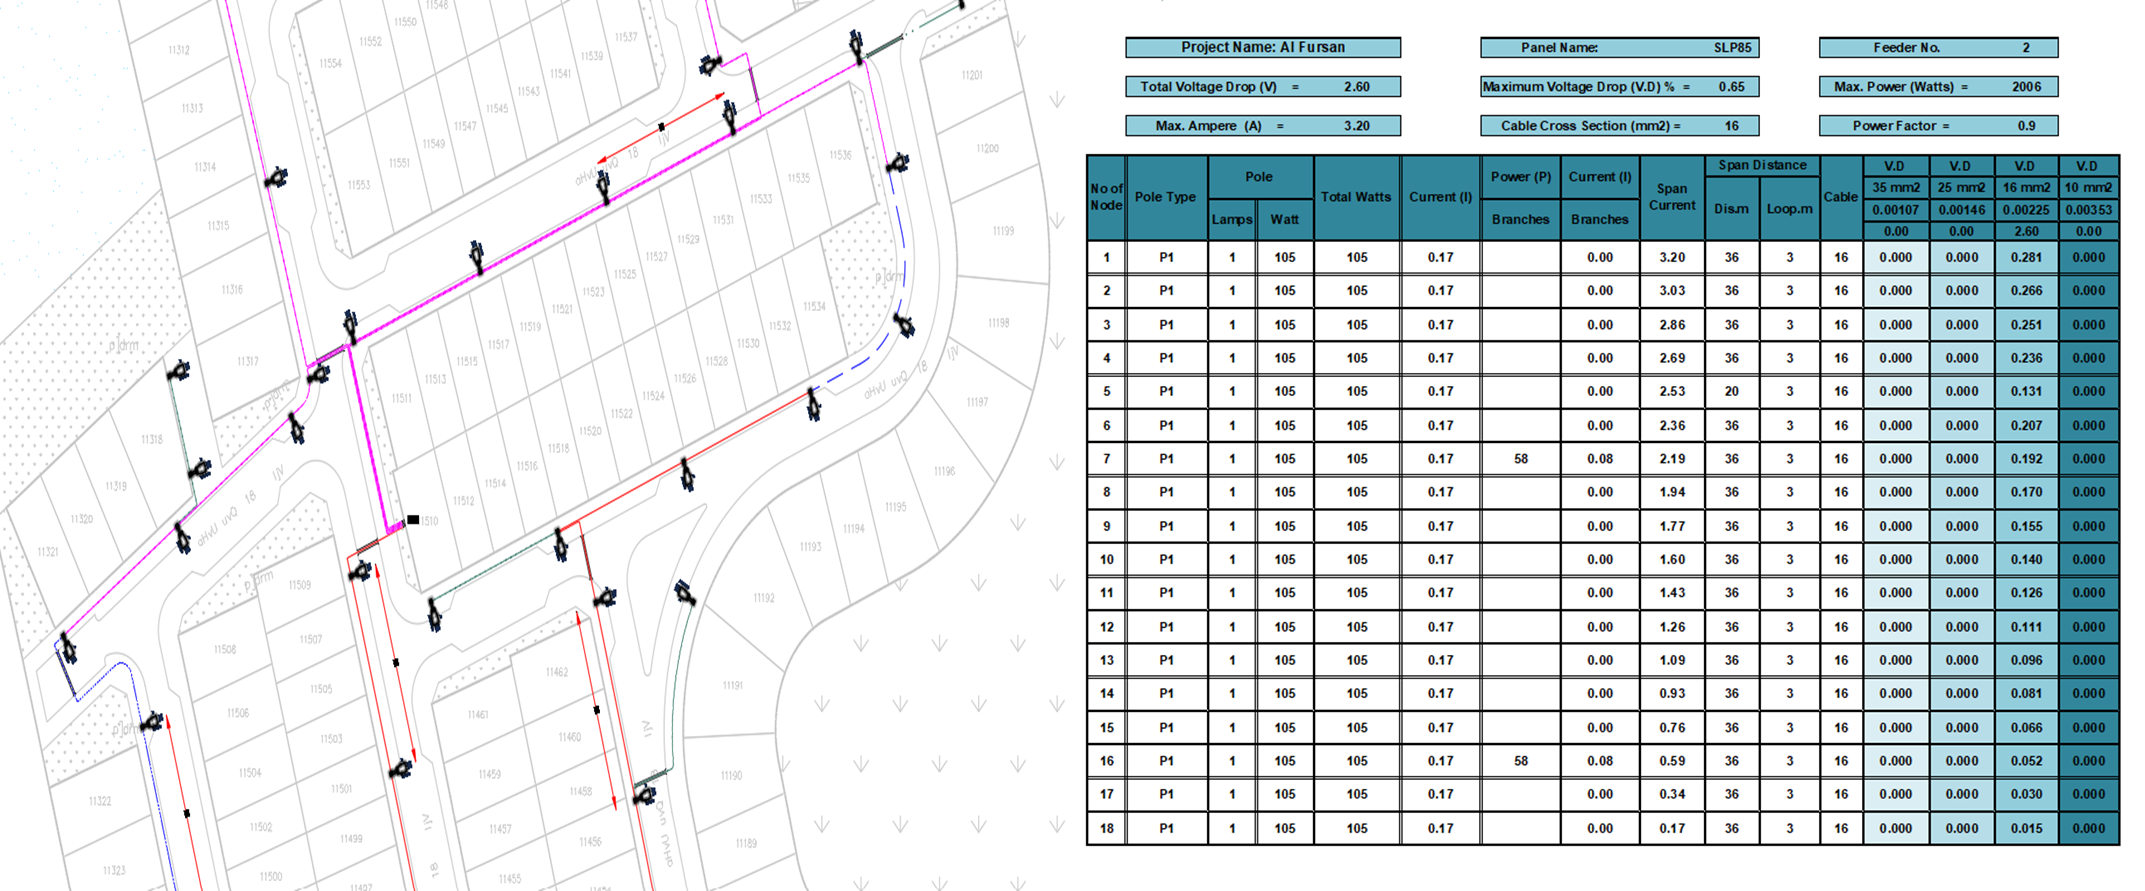 Project Name: Al Fursan
Panel Name: SLP85
Feeder No. 2
Total Voltage Drop (V) = 2.60
Maximum Voltage Drop (V.D) % = 0.65
Max. Power (Watts) = 2006
Max. Ampere (A) = 3.20
Cable Cross Section (mm2) = 16
Power Factor = 0.9
No of Node Pole Type Pole Total Watts Current (I) Power (P) Current (I) Span Current Span Distance Cable V.D V.D V.D V.D
35 mm2 25 mm2 16 mm2 10 mm2
Lamps Watt Branches Branches Dis.m Loop.m 0.00107 0.00146 0.00225 0.00353
0.00 0.00 2.60 0.00
1 P1 1 105 105 0.17 0.00 3.20 36 3 16 0.000 0.000 0.281 0.000
2 P1 1 105 105 0.17 0.00 3.03 36 3 16 0.000 0.000 0.266 0.000
3 P1 1 105 105 0.17 0.00 2.86 36 3 16 0.000 0.000 0.251 0.000
4 P1 1 105 105 0.17 0.00 2.69 36 3 16 0.000 0.000 0.236 0.000
5 P1 1 105 105 0.17 0.00 2.53 20 3 16 0.000 0.000 0.131 0.000
6 P1 1 105 105 0.17 0.00 2.36 36 3 16 0.000 0.000 0.207 0.000
7 P1 1 105 105 0.17 58 0.08 2.19 36 3 16 0.000 0.000 0.192 0.000
8 P1 1 105 105 0.17 0.00 1.94 36 3 16 0.000 0.000 0.170 0.000
9 P1 1 105 105 0.17 0.00 1.77 36 3 16 0.000 0.000 0.155 0.000
10 P1 1 105 105 0.17 0.00 1.60 36 3 16 0.000 0.000 0.140 0.000
11 P1 1 105 105 0.17 0.00 1.43 36 3 16 0.000 0.000 0.126 0.000
12 P1 1 105 105 0.17 0.00 1.26 36 3 16 0.000 0.000 0.111 0.000
13 P1 1 105 105 0.17 0.00 1.09 36 3 16 0.000 0.000 0.096 0.000
14 P1 1 105 105 0.17 0.00 0.93 36 3 16 0.000 0.000 0.081 0.000
15 P1 1 105 105 0.17 0.00 0.76 36 3 16 0.000 0.000 0.066 0.000
16 P1 1 105 105 0.17 58 0.08 0.59 36 3 16 0.000 0.000 0.052 0.000
17 P1 1 105 105 0.17 0.00 0.34 36 3 16 0.000 0.000 0.030 0.000
18 P1 1 105 105 0.17 0.00 0.17 36 3 16 0.000 0.000 0.015 0.000
11548
11550
11552
11554
11537
11539
11541
11543
11545
11547
11549
11551
11553
11312
11313
11314
11315
11316
11317
11318
11319
11320
11321
11322
11323
11201
11200
11199
11198
11197
11196
11195
11194
11193
11192
11191
11190
11189
11536
11535
11533
11531
11529
11527
11525
11523
11521
11519
11517
11515
11513
11511
11534
11532
11530
11528
11526
11524
11522
11520
11518
11516
11514
11512
1510
11509
11508
11507
11506
11505
11504
11503
11502
11501
11500
11499
11462
11461
11460
11459
11458
11457
11456
11455